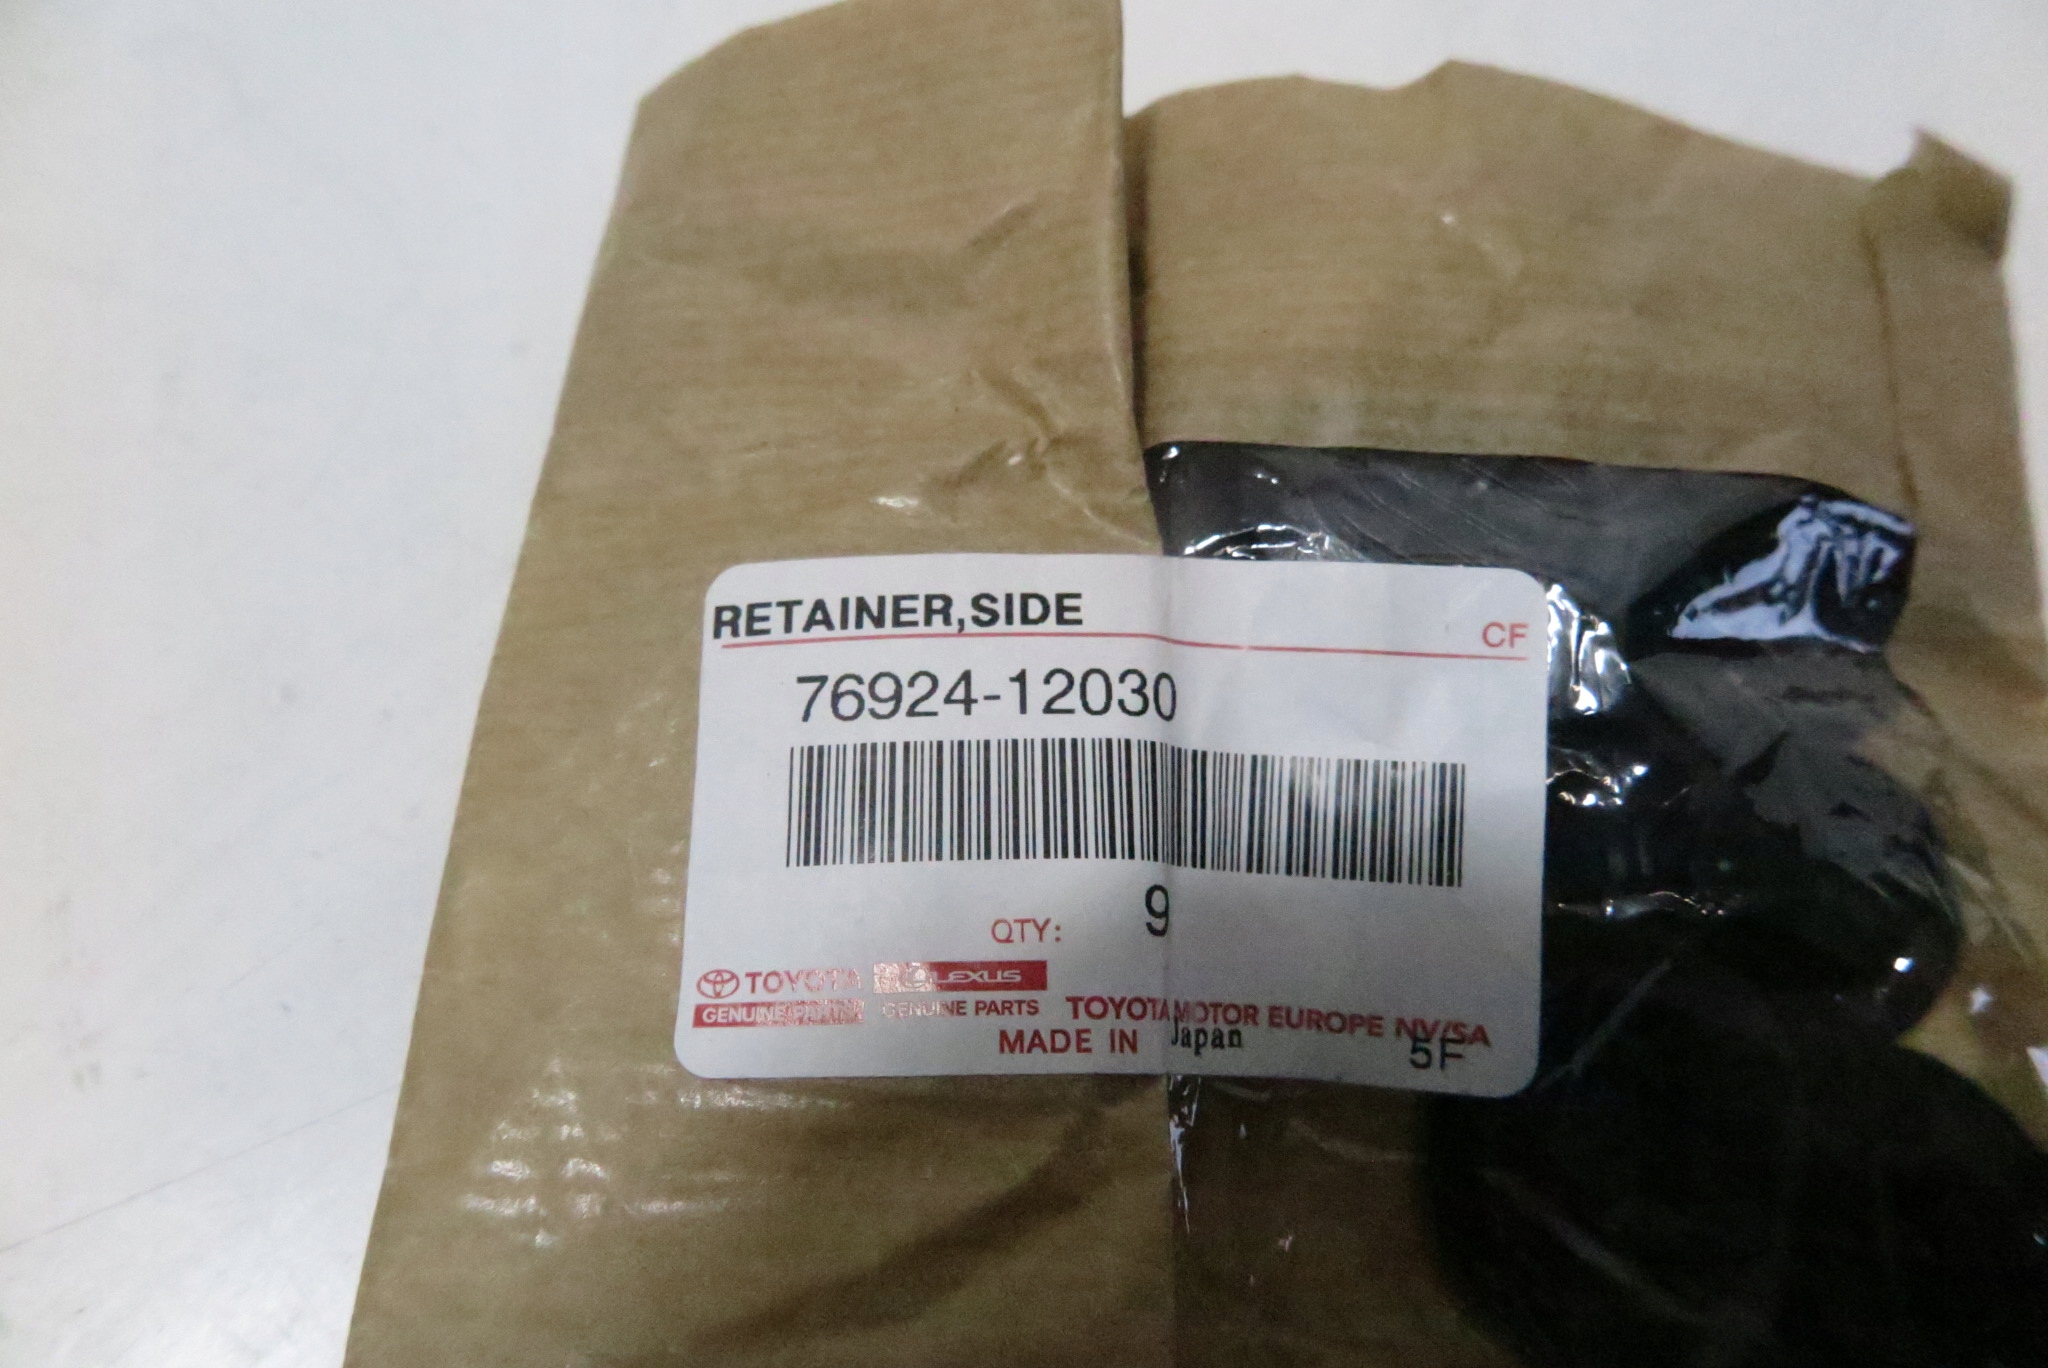 RETAINER,SIDE
CF
76924-12030
QTY: 9
TOYOTA LEXUS
GENUINE PARTS GENUINE PARTS TOYOTA MOTOR EUROPE NV/SA
MADE IN Japan 5F